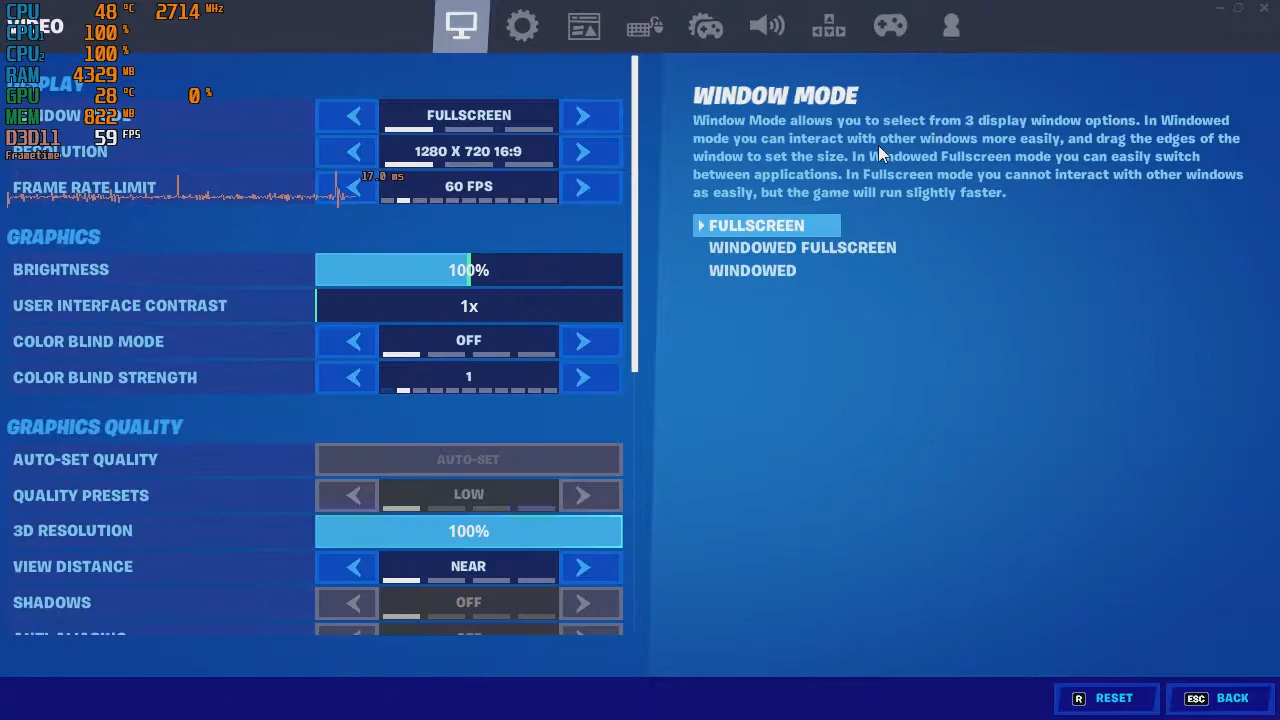 CPU 48 °C 2714 MHz
VIDEO
CPU1 100 %
CPU2 100 %
RAM 4329 MB
DISPLAY
GPU 28 °C 0 %
MEM 822 MB
WINDOW MODE
FULLSCREEN
D3D11 59 FPS
Frametime
RESOLUTION
1280 X 720 16:9
17.0 ms
FRAME RATE LIMIT
60 FPS
GRAPHICS
BRIGHTNESS
100%
USER INTERFACE CONTRAST
1x
COLOR BLIND MODE
OFF
COLOR BLIND STRENGTH
1
GRAPHICS QUALITY
AUTO-SET QUALITY
AUTO-SET
QUALITY PRESETS
LOW
3D RESOLUTION
100%
VIEW DISTANCE
NEAR
SHADOWS
OFF
WINDOW MODE
Window Mode allows you to select from 3 display window options. In Windowed
mode you can interact with other windows more easily, and drag the edges of the
window to set the size. In Windowed Fullscreen mode you can easily switch
between applications. In Fullscreen mode you cannot interact with other windows
as easily, but the game will run slightly faster.
FULLSCREEN
WINDOWED FULLSCREEN
WINDOWED
R RESET
ESC BACK